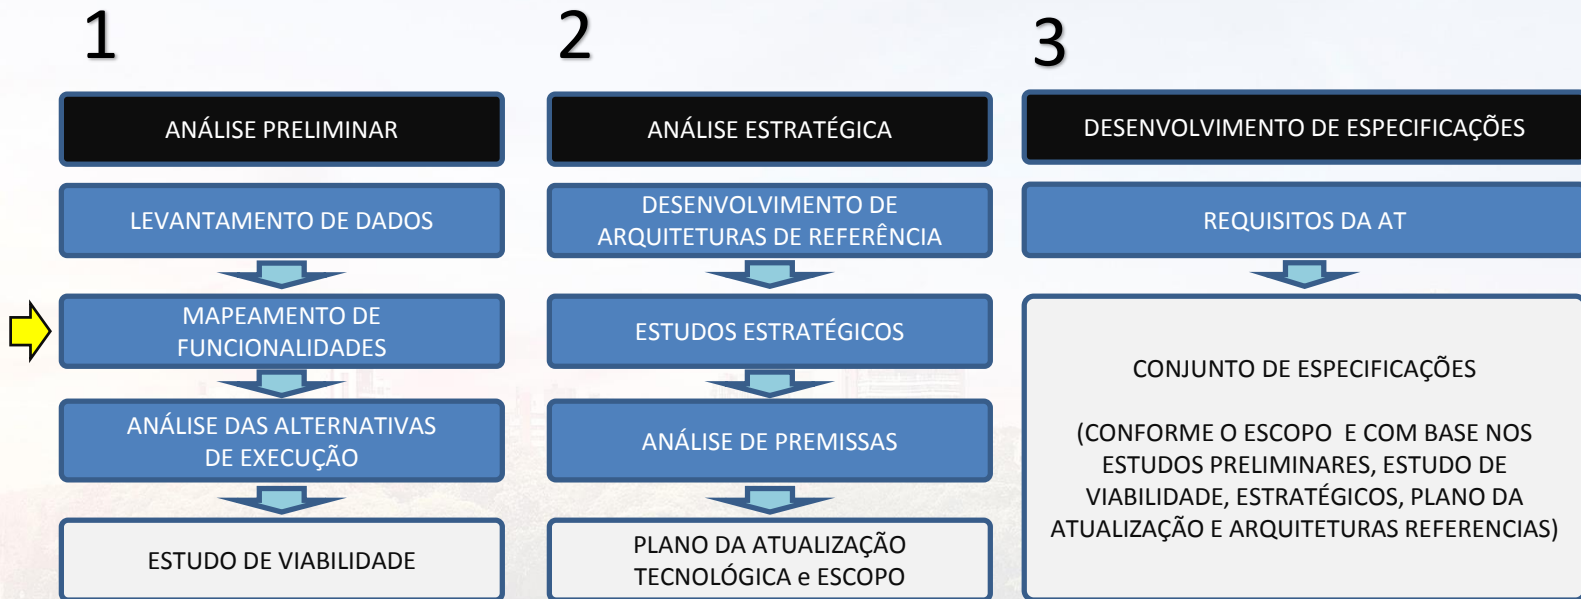 1
ANÁLISE PRELIMINAR
LEVANTAMENTO DE DADOS
MAPEAMENTO DE
FUNCIONALIDADES
ANÁLISE DAS ALTERNATIVAS
DE EXECUÇÃO
ESTUDO DE VIABILIDADE
2
ANÁLISE ESTRATÉGICA
DESENVOLVIMENTO DE
ARQUITETURAS DE REFERÊNCIA
ESTUDOS ESTRATÉGICOS
ANÁLISE DE PREMISSAS
PLANO DA ATUALIZAÇÃO
TECNOLÓGICA e ESCOPO
3
DESENVOLVIMENTO DE ESPECIFICAÇÕES
REQUISITOS DA AT
CONJUNTO DE ESPECIFICAÇÕES
(CONFORME O ESCOPO E COM BASE NOS
ESTUDOS PRELIMINARES, ESTUDO DE
VIABILIDADE, ESTRATÉGICOS, PLANO DA
ATUALIZAÇÃO E ARQUITETURAS REFERENCIAS)